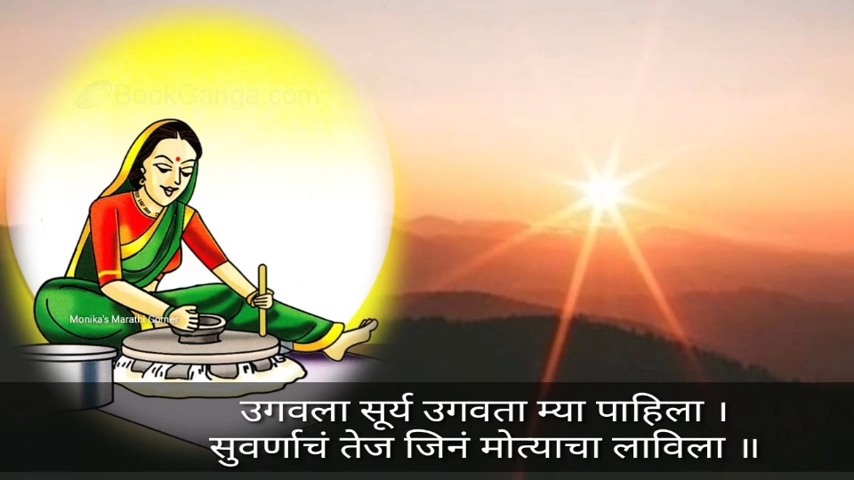 BookGanga.com
Monika's Marathi Corner
उगवला सूर्य उगवता म्या पाहिला ।
सुवर्णाचं तेज जिनं मोत्याचा लाविला ॥